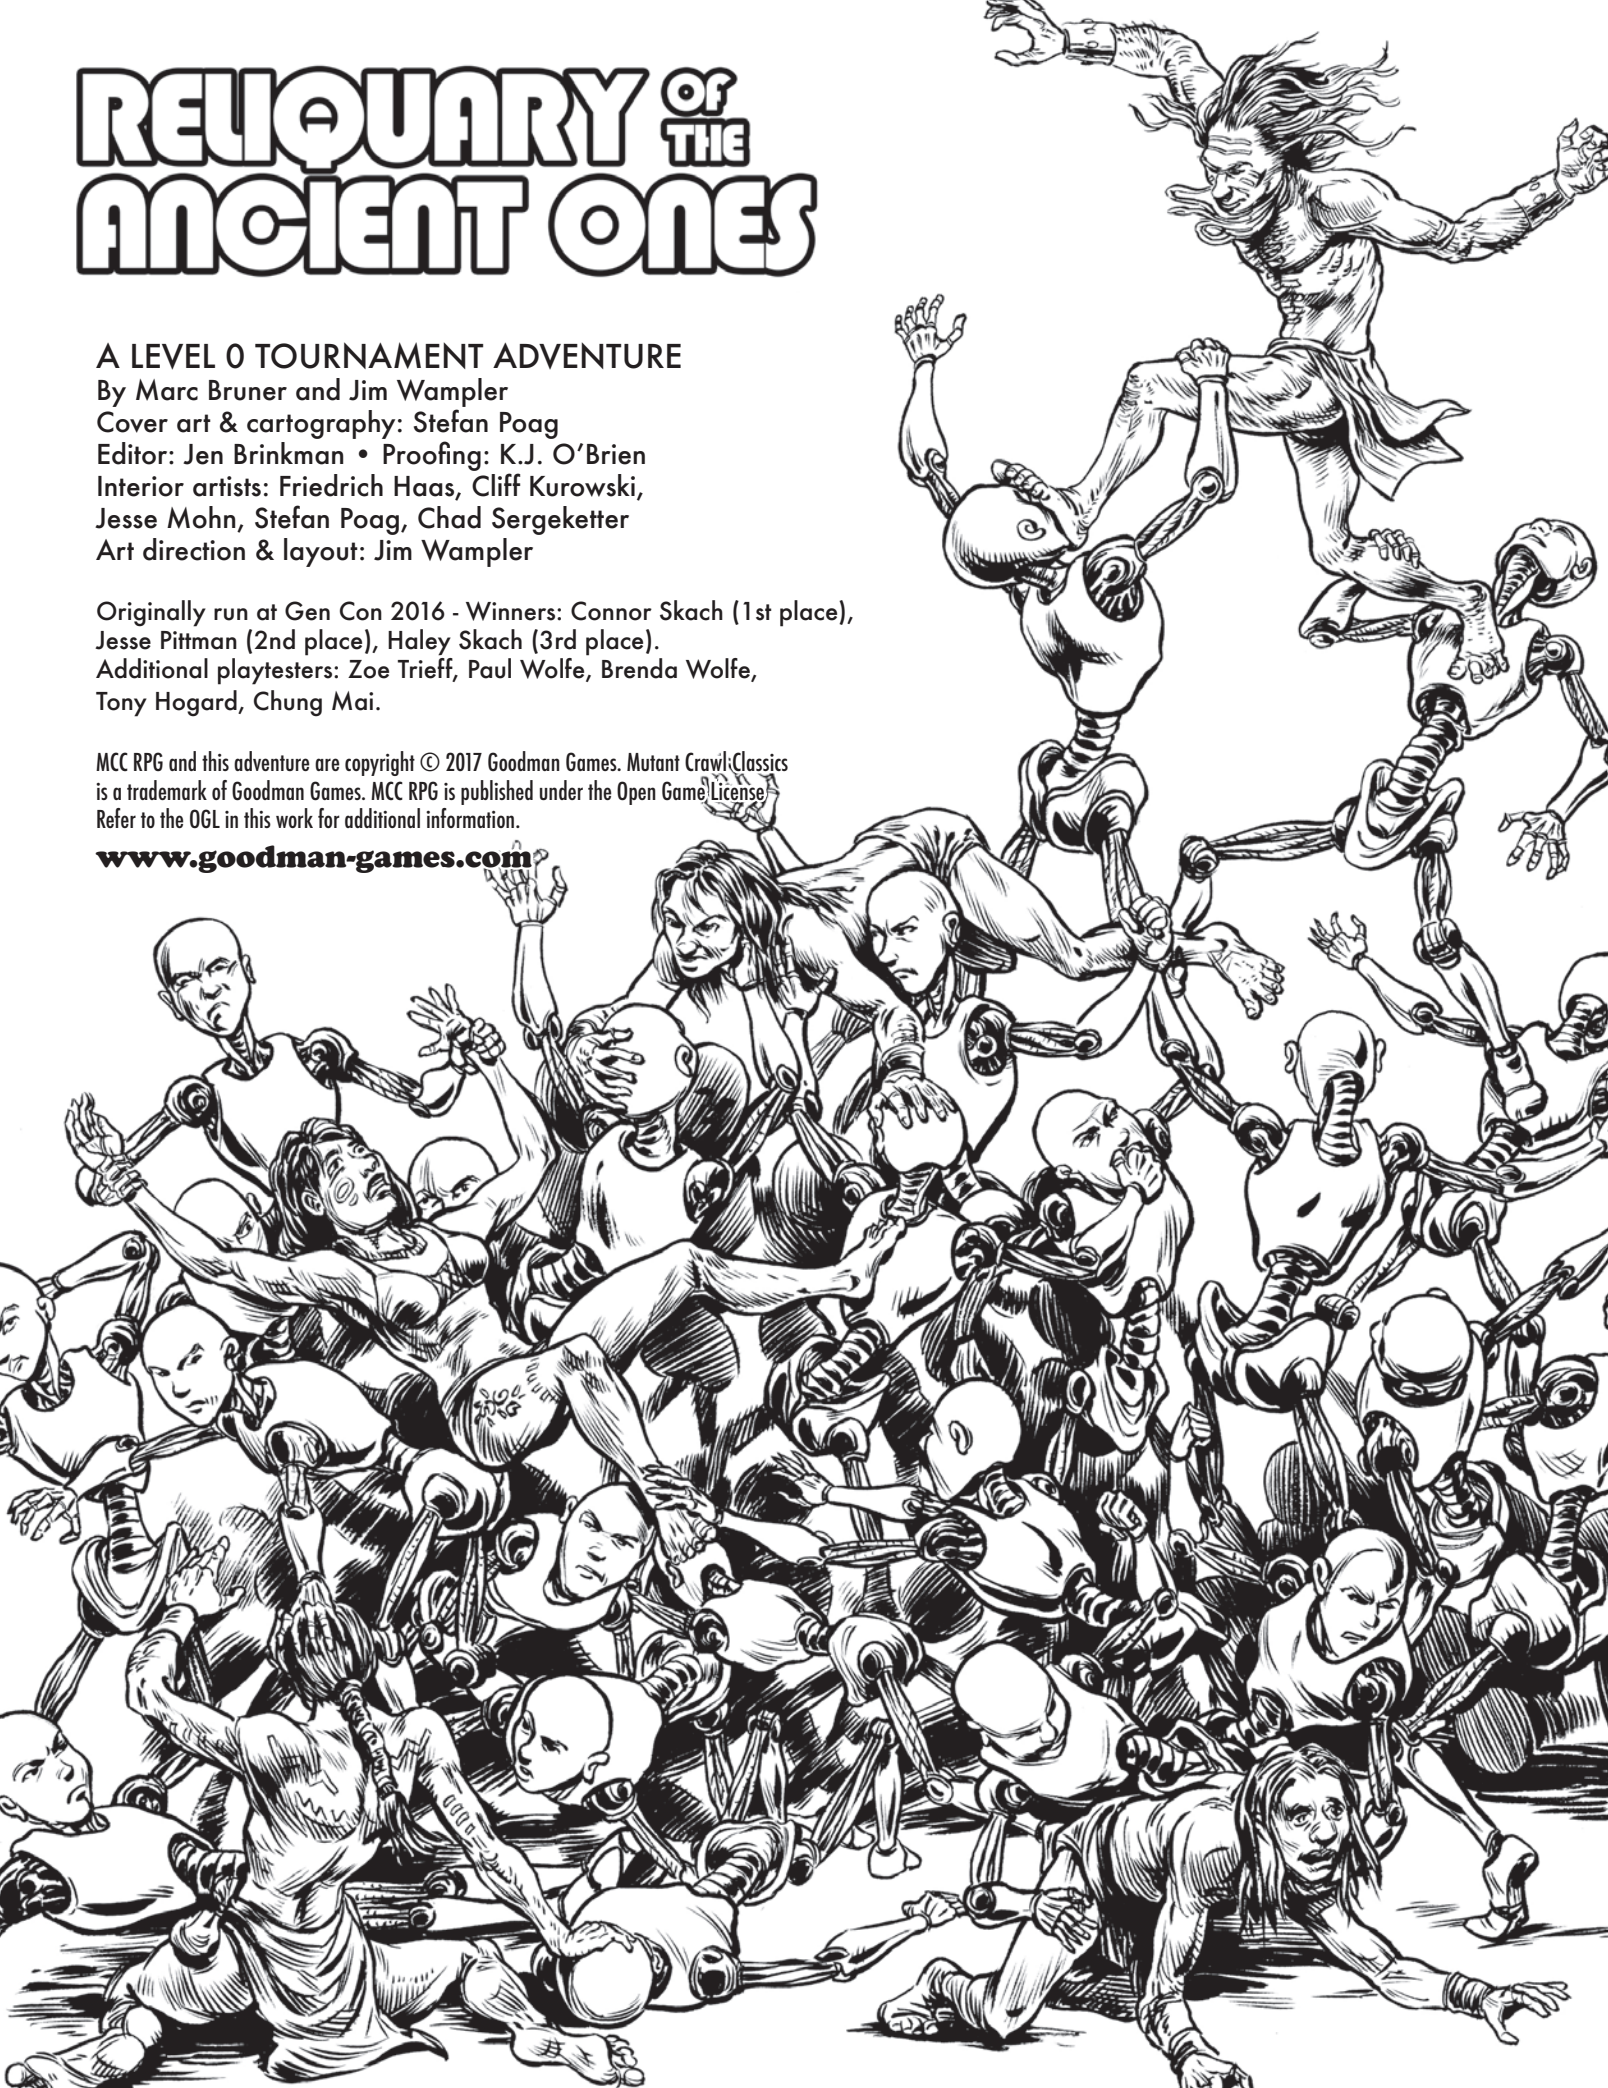 RELIQUARY OF THE
ANCIENT ONES
A LEVEL 0 TOURNAMENT ADVENTURE
By Marc Bruner and Jim Wampler
Cover art & cartography: Stefan Poag
Editor: Jen Brinkman • Proofing: K.J. O’Brien
Interior artists: Friedrich Haas, Cliff Kurowski,
Jesse Mohn, Stefan Poag, Chad Sergeketter
Art direction & layout: Jim Wampler
Originally run at Gen Con 2016 - Winners: Connor Skach (1st place),
Jesse Pittman (2nd place), Haley Skach (3rd place).
Additional playtesters: Zoe Trieff, Paul Wolfe, Brenda Wolfe,
Tony Hogard, Chung Mai.
MCC RPG and this adventure are copyright © 2017 Goodman Games. Mutant Crawl Classics
is a trademark of Goodman Games. MCC RPG is published under the Open Game License
Refer to the OGL in this work for additional information.
www.goodman-games.com